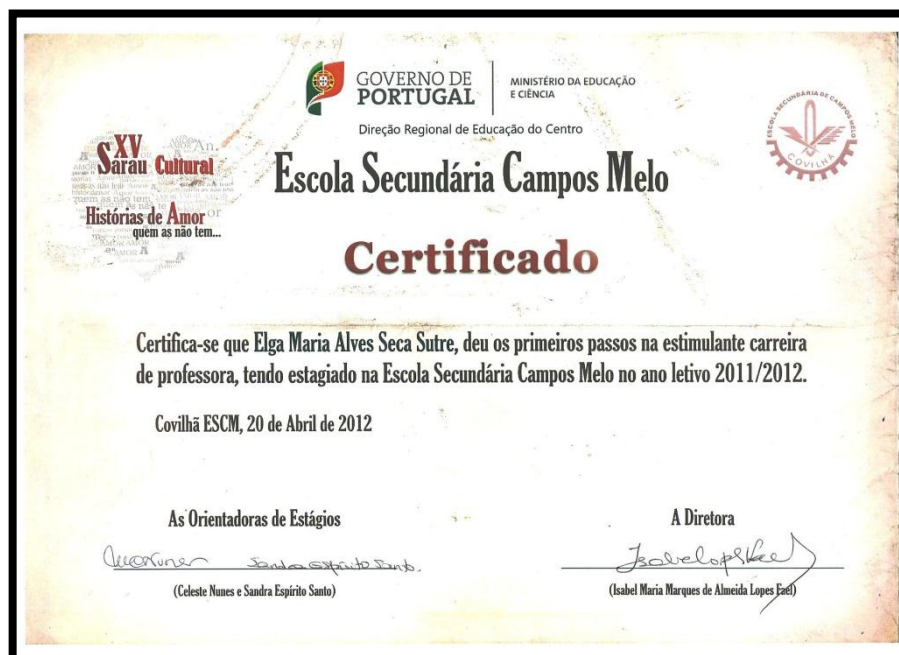 GOVERNO DE
PORTUGAL
MINISTÉRIO DA EDUCAÇÃO
E CIÊNCIA
Direção Regional de Educação do Centro
ESCOLA SECUNDÁRIA DE CAMPOS MELO
COVILHÃ
XV
Sarau Cultural
Histórias de Amor
quem as não tem...
Escola Secundária Campos Melo
Certificado
Certifica-se que Elga Maria Alves Seca Sutre, deu os primeiros passos na estimulante carreira
de professora, tendo estagiado na Escola Secundária Campos Melo no ano letivo 2011/2012.
Covilhã ESCM, 20 de Abril de 2012
As Orientadoras de Estágios
A Diretora
Sandra Espírito Santo
(Celeste Nunes e Sandra Espírito Santo)
(Isabel Maria Marques de Almeida Lopes Fael)